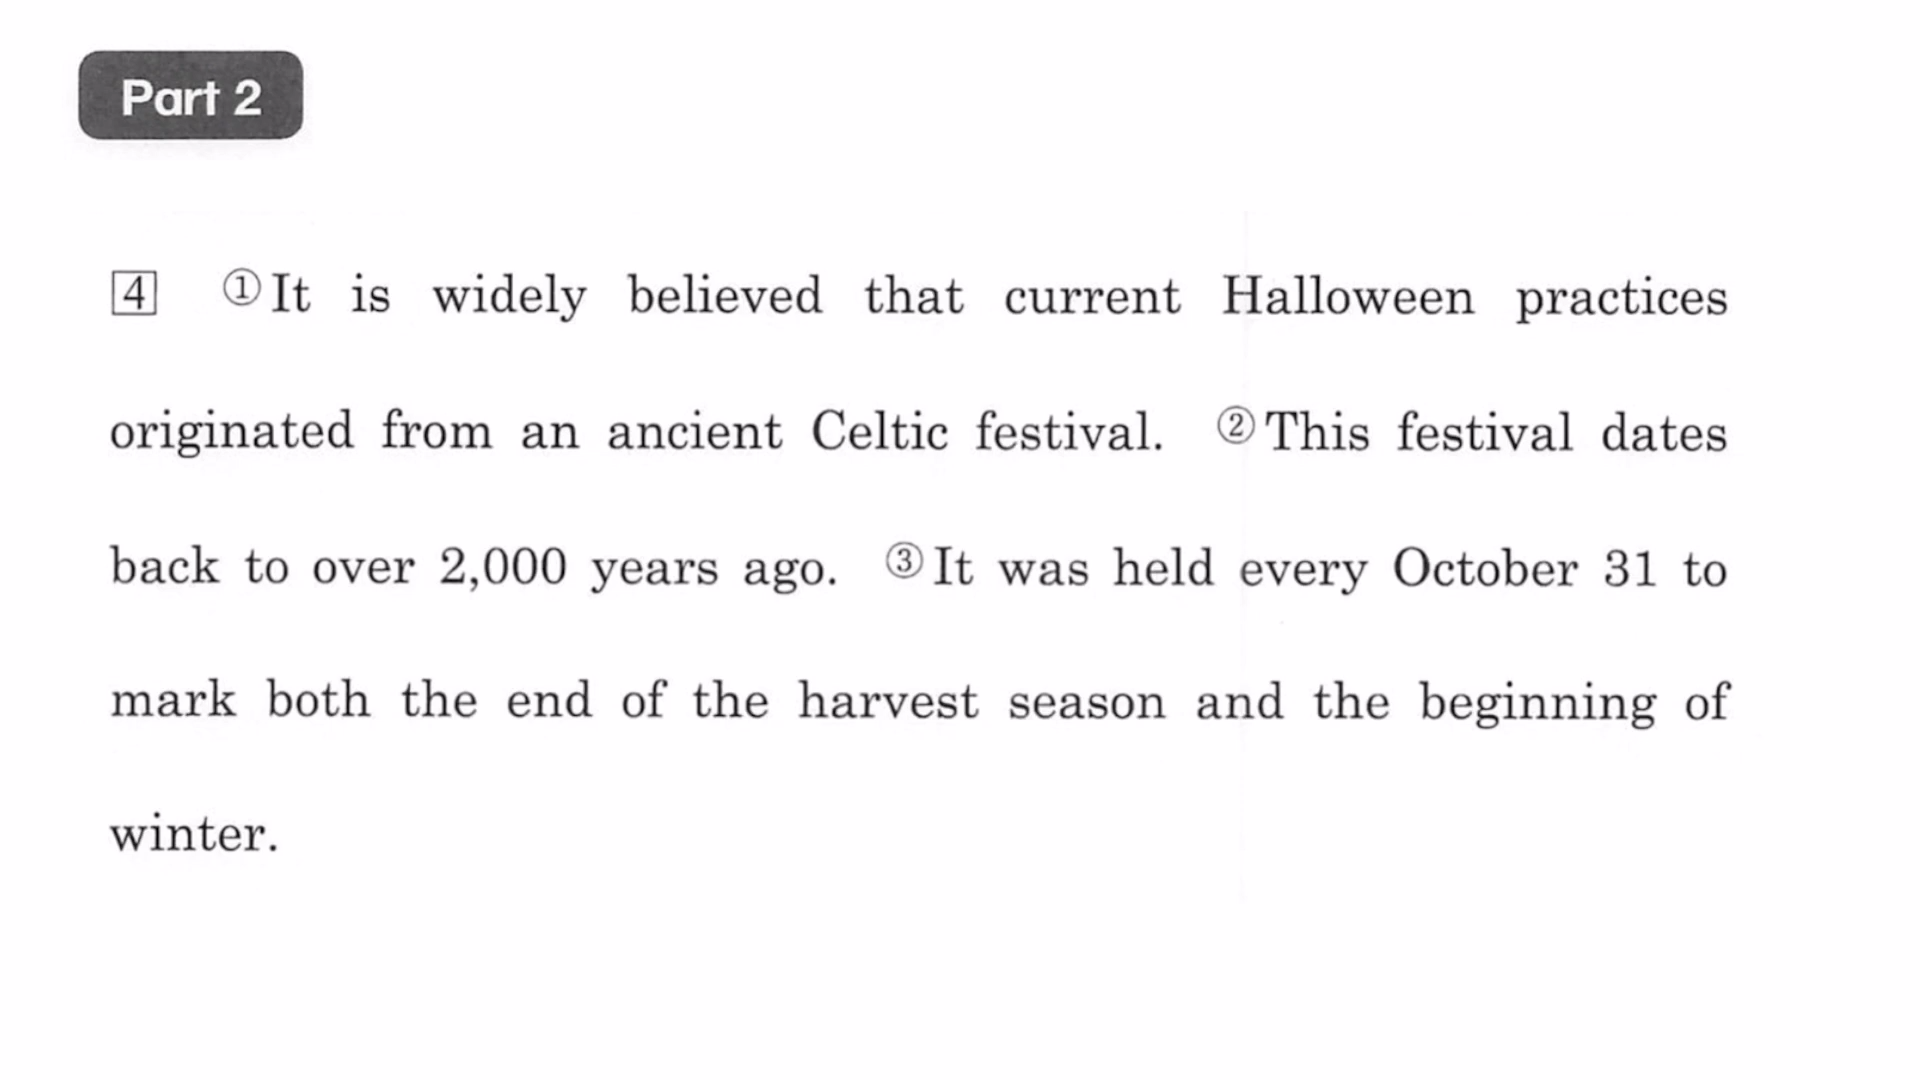 Part 2
4 ①It is widely believed that current Halloween practices
originated from an ancient Celtic festival. ②This festival dates
back to over 2,000 years ago. ③It was held every October 31 to
mark both the end of the harvest season and the beginning of
winter.